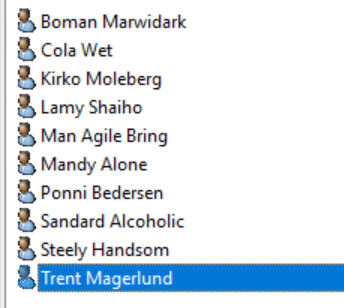 Boman Marwidark
Cola Wet
Kirko Moleberg
Lamy Shaiho
Man Agile Bring
Mandy Alone
Ponni Bedersen
Sandard Alcoholic
Steely Handsom
Trent Magerlund